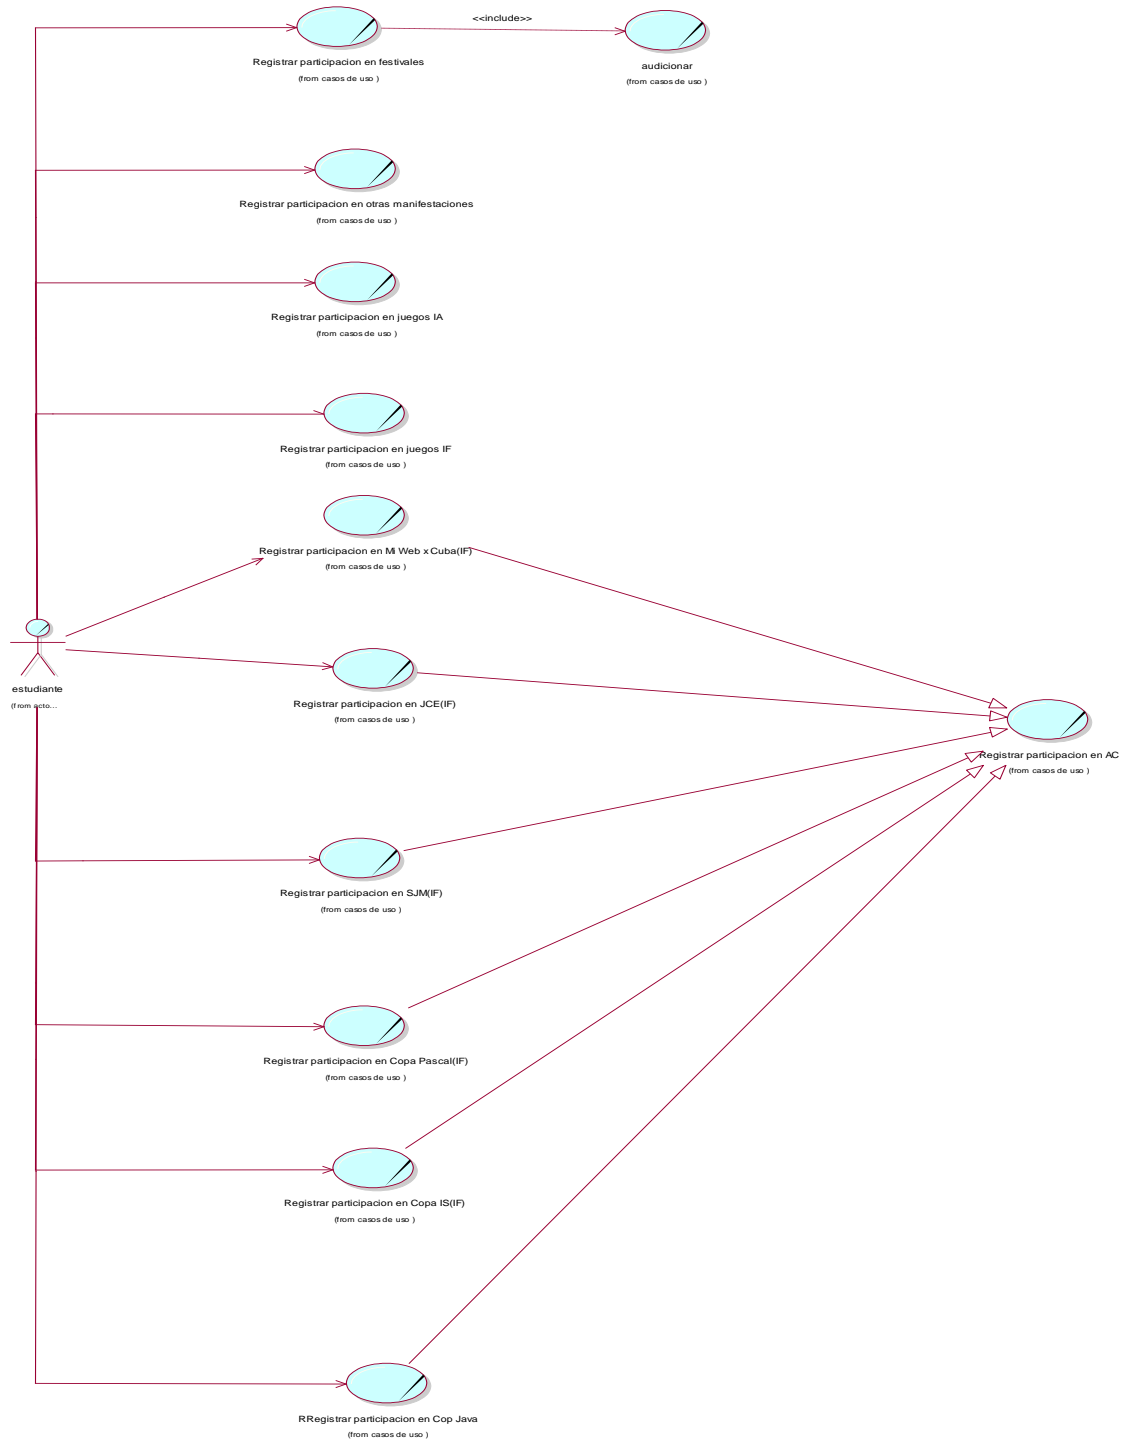 <<include>>
Registrar participacion en festivales
(from casos de uso )
audicionar
(from casos de uso )
Registrar participacion en otras manifestaciones
(from casos de uso )
Registrar participacion en juegos IA
(from casos de uso )
Registrar participacion en juegos IF
(from casos de uso )
Registrar participacion en Mi Web x Cuba(IF)
(from casos de uso )
estudiante
(from acto...
Registrar participacion en JCE(IF)
(from casos de uso )
Registrar participacion en AC
(from casos de uso )
Registrar participacion en SJM(IF)
(from casos de uso )
Registrar participacion en Copa Pascal(IF)
(from casos de uso )
Registrar participacion en Copa IS(IF)
(from casos de uso )
RRegistrar participacion en Cop Java
(from casos de uso )